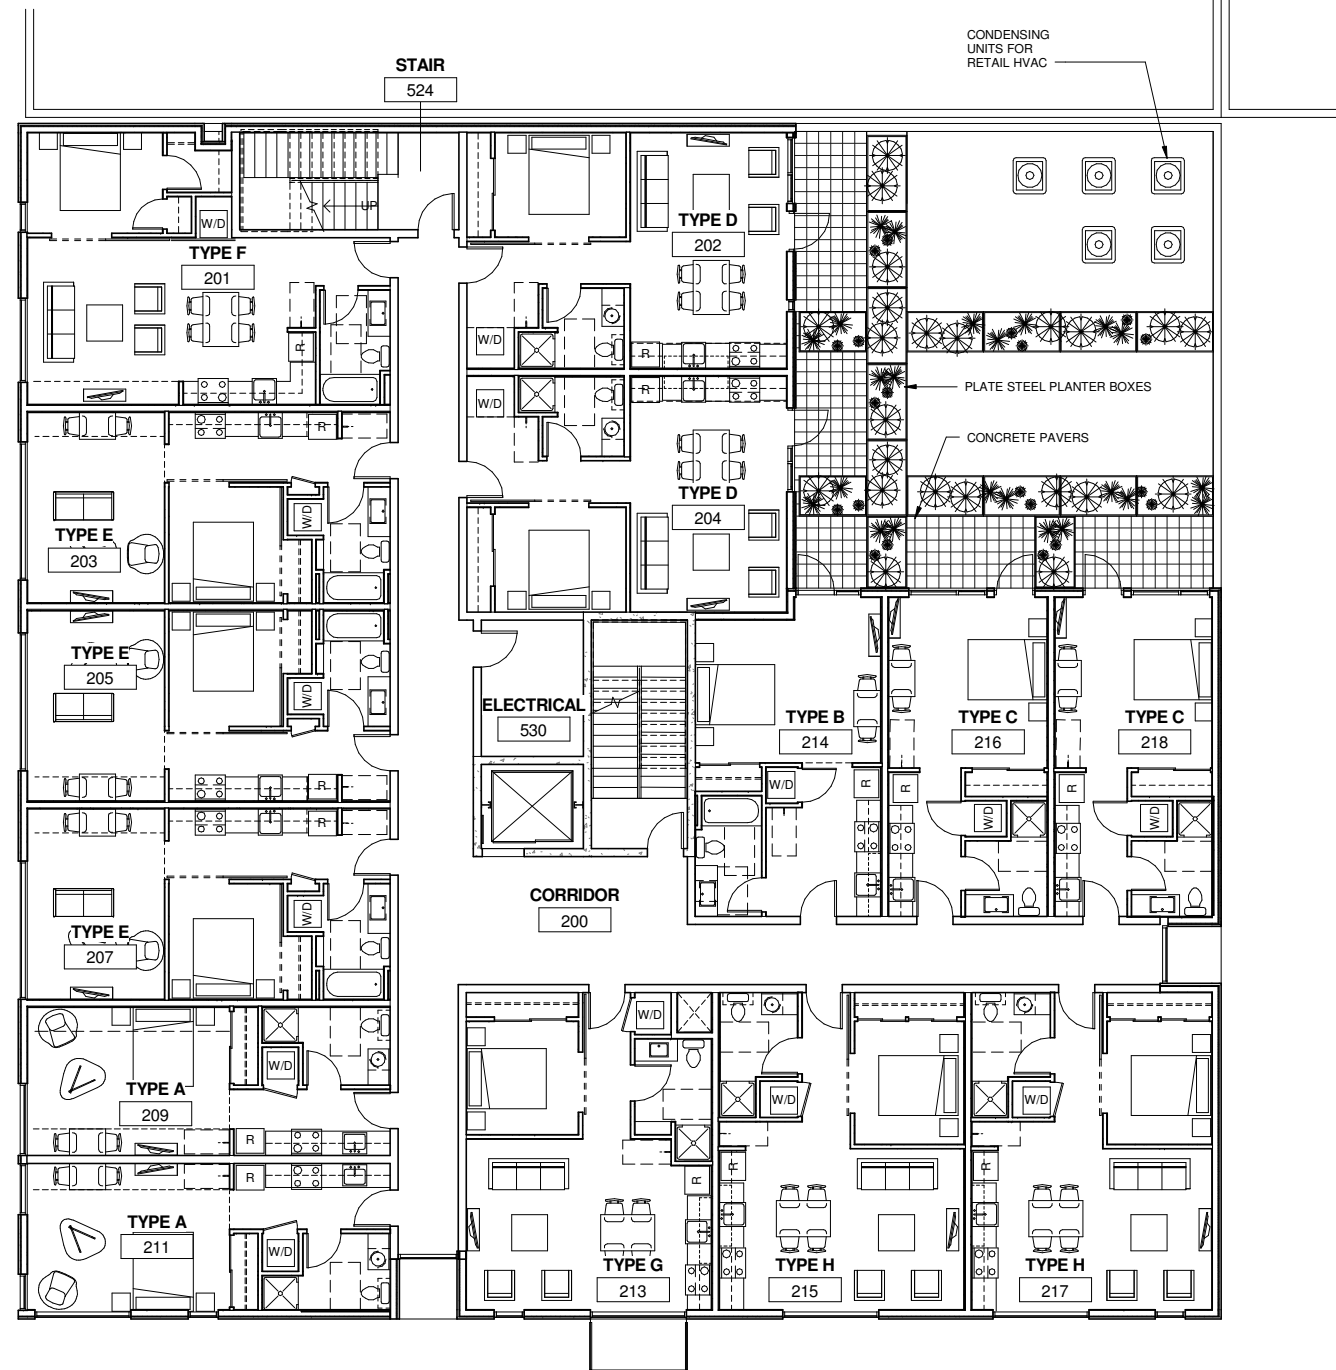 CONDENSING
UNITS FOR
RETAIL HVAC
STAIR
524
UP
W/D
TYPE F
201
R
TYPE D
202
W/D
R
W/D
R
PLATE STEEL PLANTER BOXES
CONCRETE PAVERS
R
TYPE D
204
W/D
TYPE E
203
TYPE E
205
W/D
R
ELECTRICAL
530
TYPE B
214
TYPE C
216
TYPE C
218
W/D
R
R
R
W/D
W/D
R
W/D
TYPE E
207
CORRIDOR
200
W/D
W/D
TYPE A
209
R
W/D
W/D
R
TYPE A
211
W/D
R
R
R
TYPE G
213
TYPE H
215
TYPE H
217